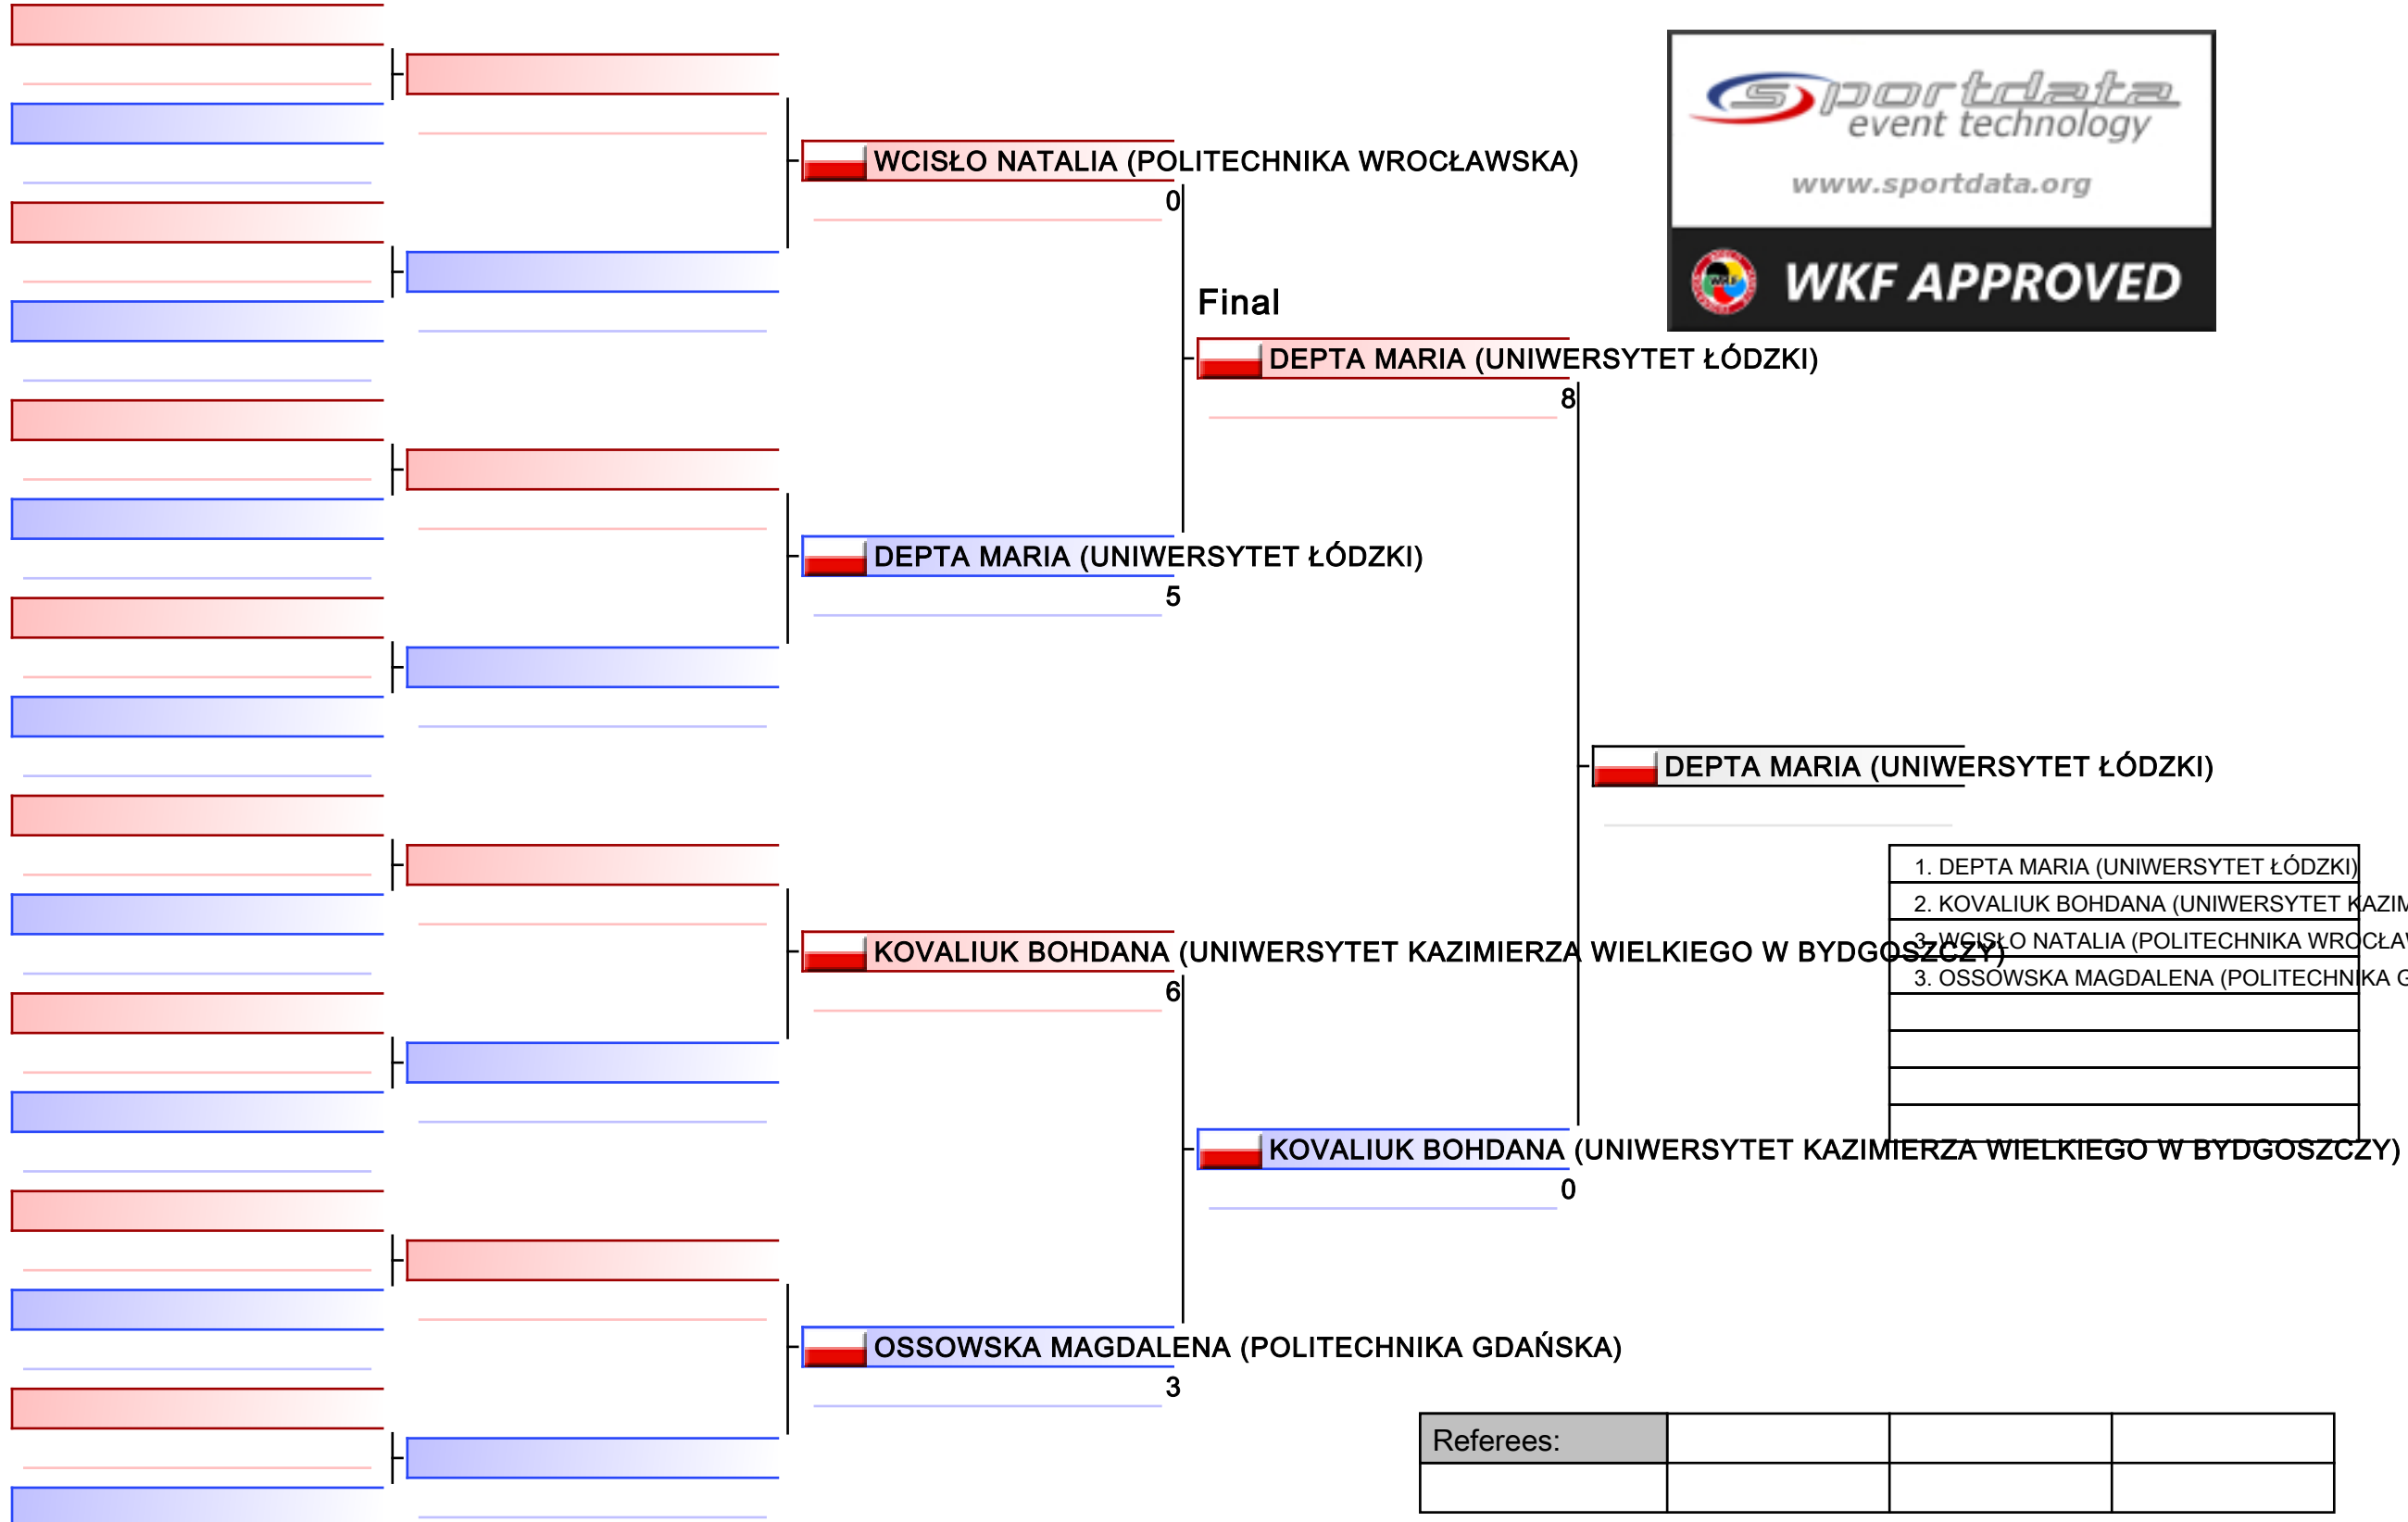 sportdata
event technology
www.sportdata.org
WKF APPROVED
WCISŁO NATALIA (POLITECHNIKA WROCŁAWSKA)
0
Final
DEPTA MARIA (UNIWERSYTET ŁÓDZKI)
8
DEPTA MARIA (UNIWERSYTET ŁÓDZKI)
5
DEPTA MARIA (UNIWERSYTET ŁÓDZKI)
1. DEPTA MARIA (UNIWERSYTET ŁÓDZKI)
2. KOVALIUK BOHDANA (UNIWERSYTET KAZIM
3. WCISŁO NATALIA (POLITECHNIKA WROCŁAW
3. OSSOWSKA MAGDALENA (POLITECHNIKA G
KOVALIUK BOHDANA (UNIWERSYTET KAZIMIERZA WIELKIEGO W BYDGOSZCZY)
6
KOVALIUK BOHDANA (UNIWERSYTET KAZIMIERZA WIELKIEGO W BYDGOSZCZY)
0
OSSOWSKA MAGDALENA (POLITECHNIKA GDAŃSKA)
3
Referees: